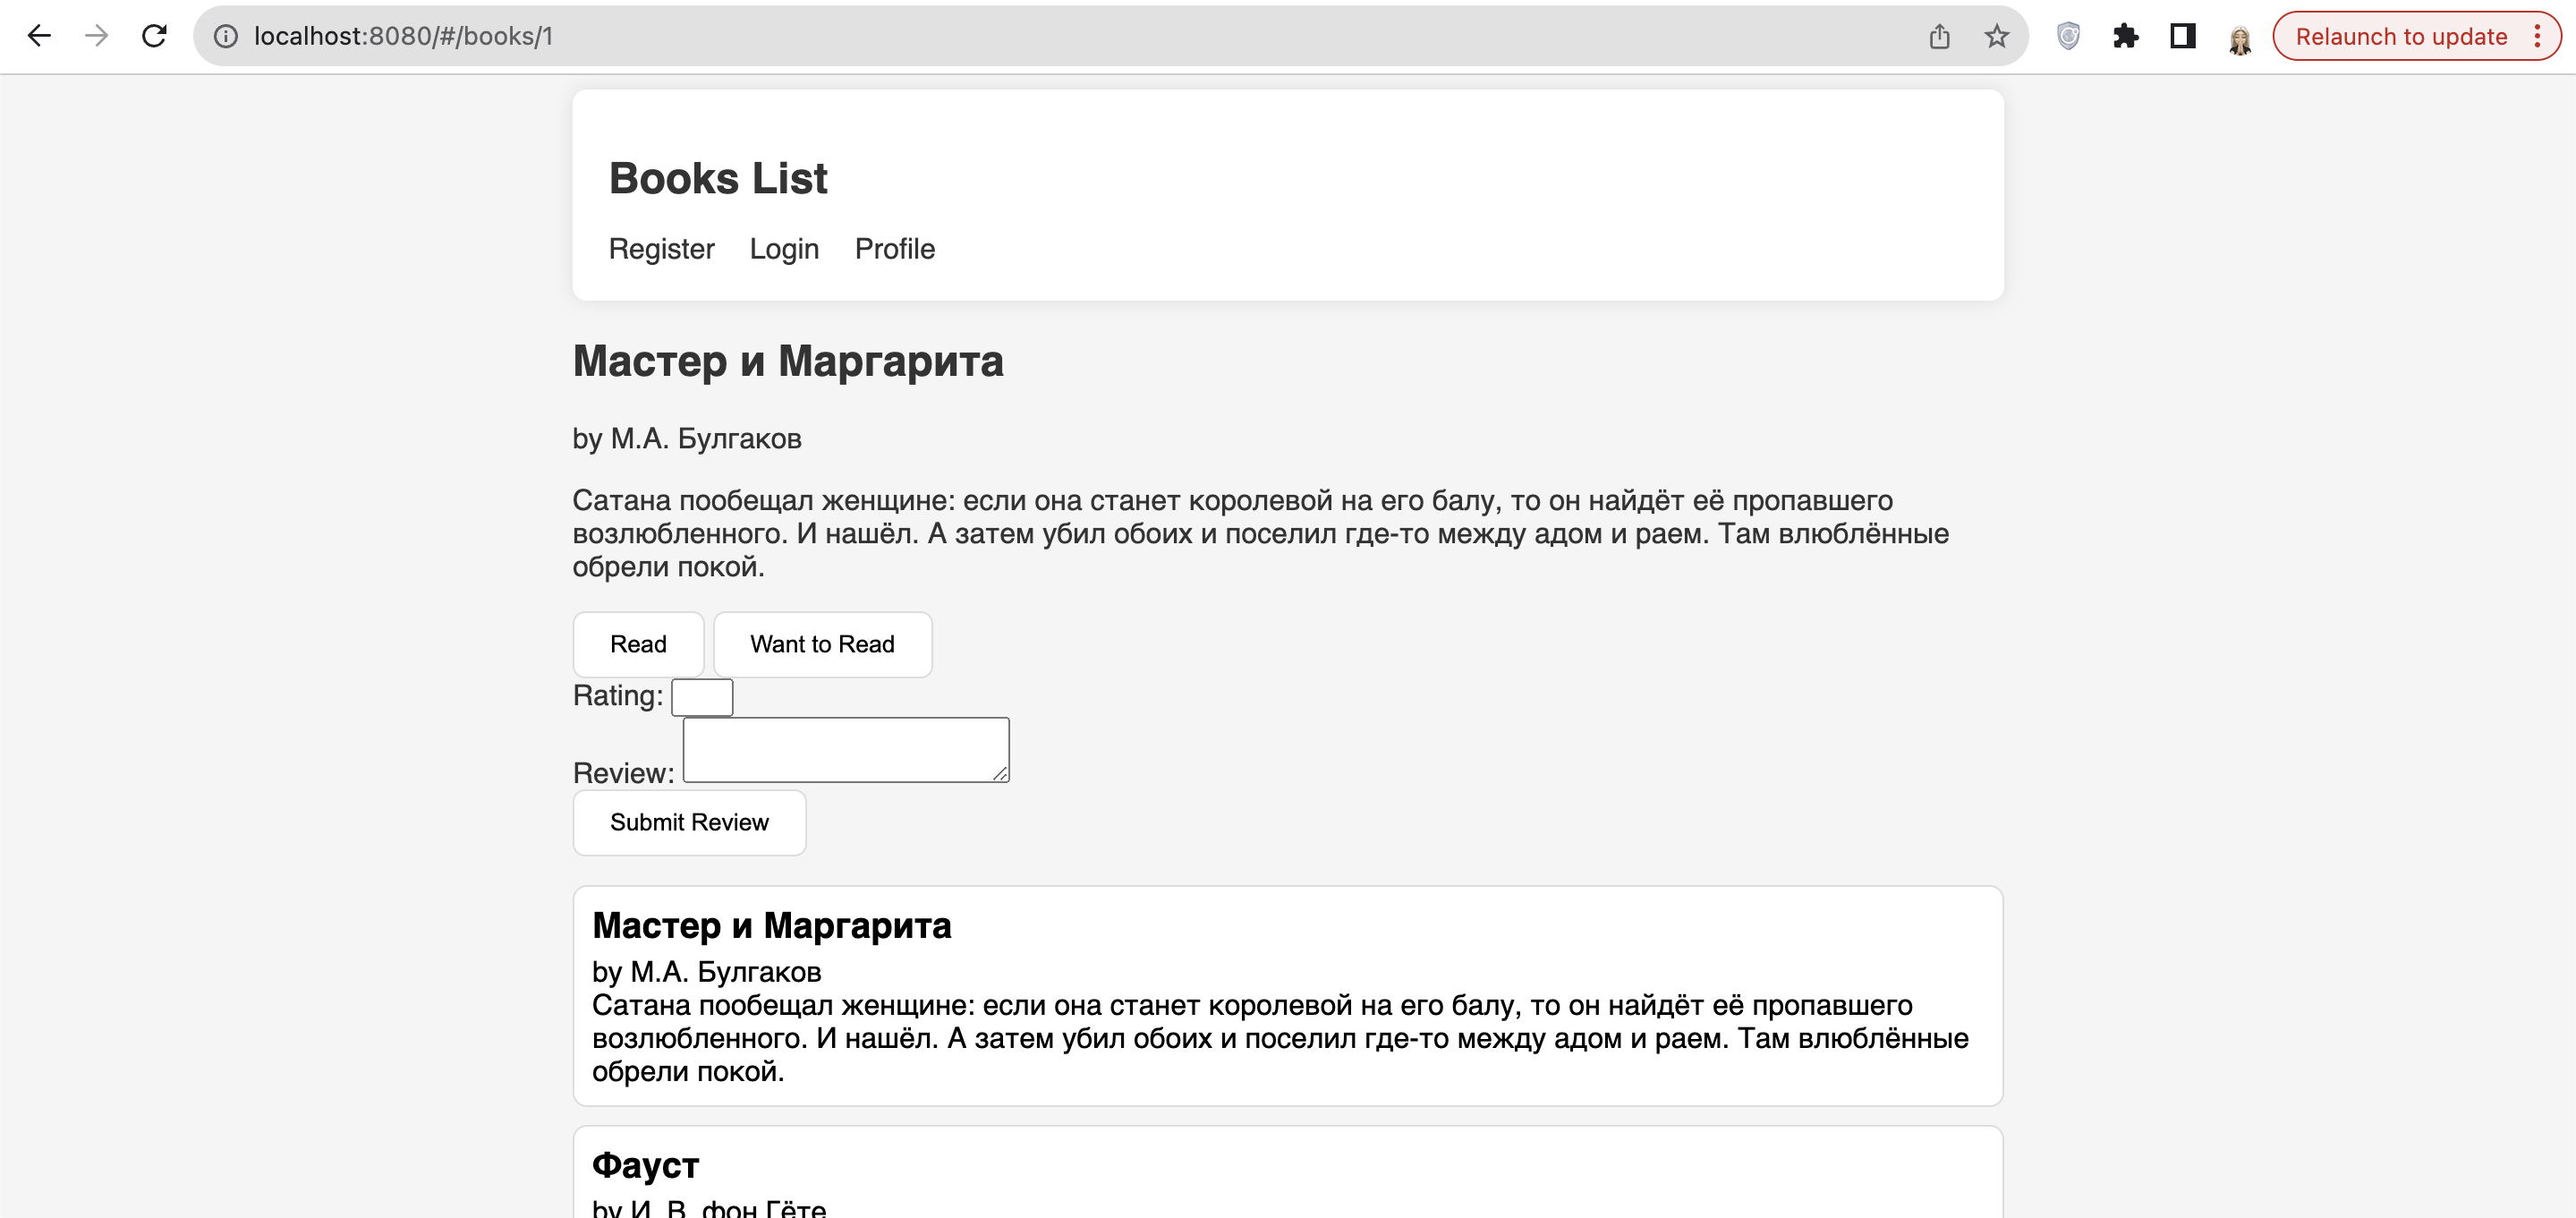 localhost:8080/#/books/1
Relaunch to update
Books List
Register Login Profile
Мастер и Маргарита
by М.А. Булгаков
Сатана пообещал женщине: если она станет королевой на его балу, то он найдёт её пропавшего
возлюбленного. И нашёл. А затем убил обоих и поселил где-то между адом и раем. Там влюблённые
обрели покой.
Read Want to Read
Rating:
Review:
Submit Review
Мастер и Маргарита
by М.А. Булгаков
Сатана пообещал женщине: если она станет королевой на его балу, то он найдёт её пропавшего
возлюбленного. И нашёл. А затем убил обоих и поселил где-то между адом и раем. Там влюблённые
обрели покой.
Фауст
by И. В. фон Гёте